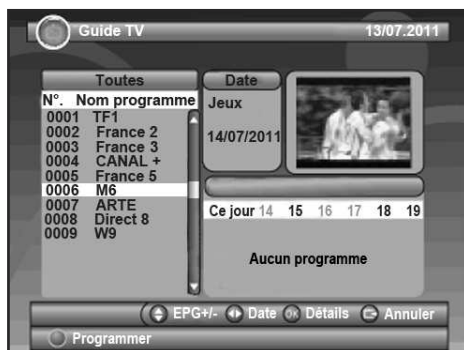 Guide TV 13/07.2011
Toutes
N°. Nom programme
0001 TF1
0002 France 2
0003 France 3
0004 CANAL +
0005 France 5
0006 M6
0007 ARTE
0008 Direct 8
0009 W9
Date
Jeux
14/07/2011
Ce jour 14 15 16 17 18 19
Aucun programme
EPG+/- Date OK Détails Annuler
Programmer